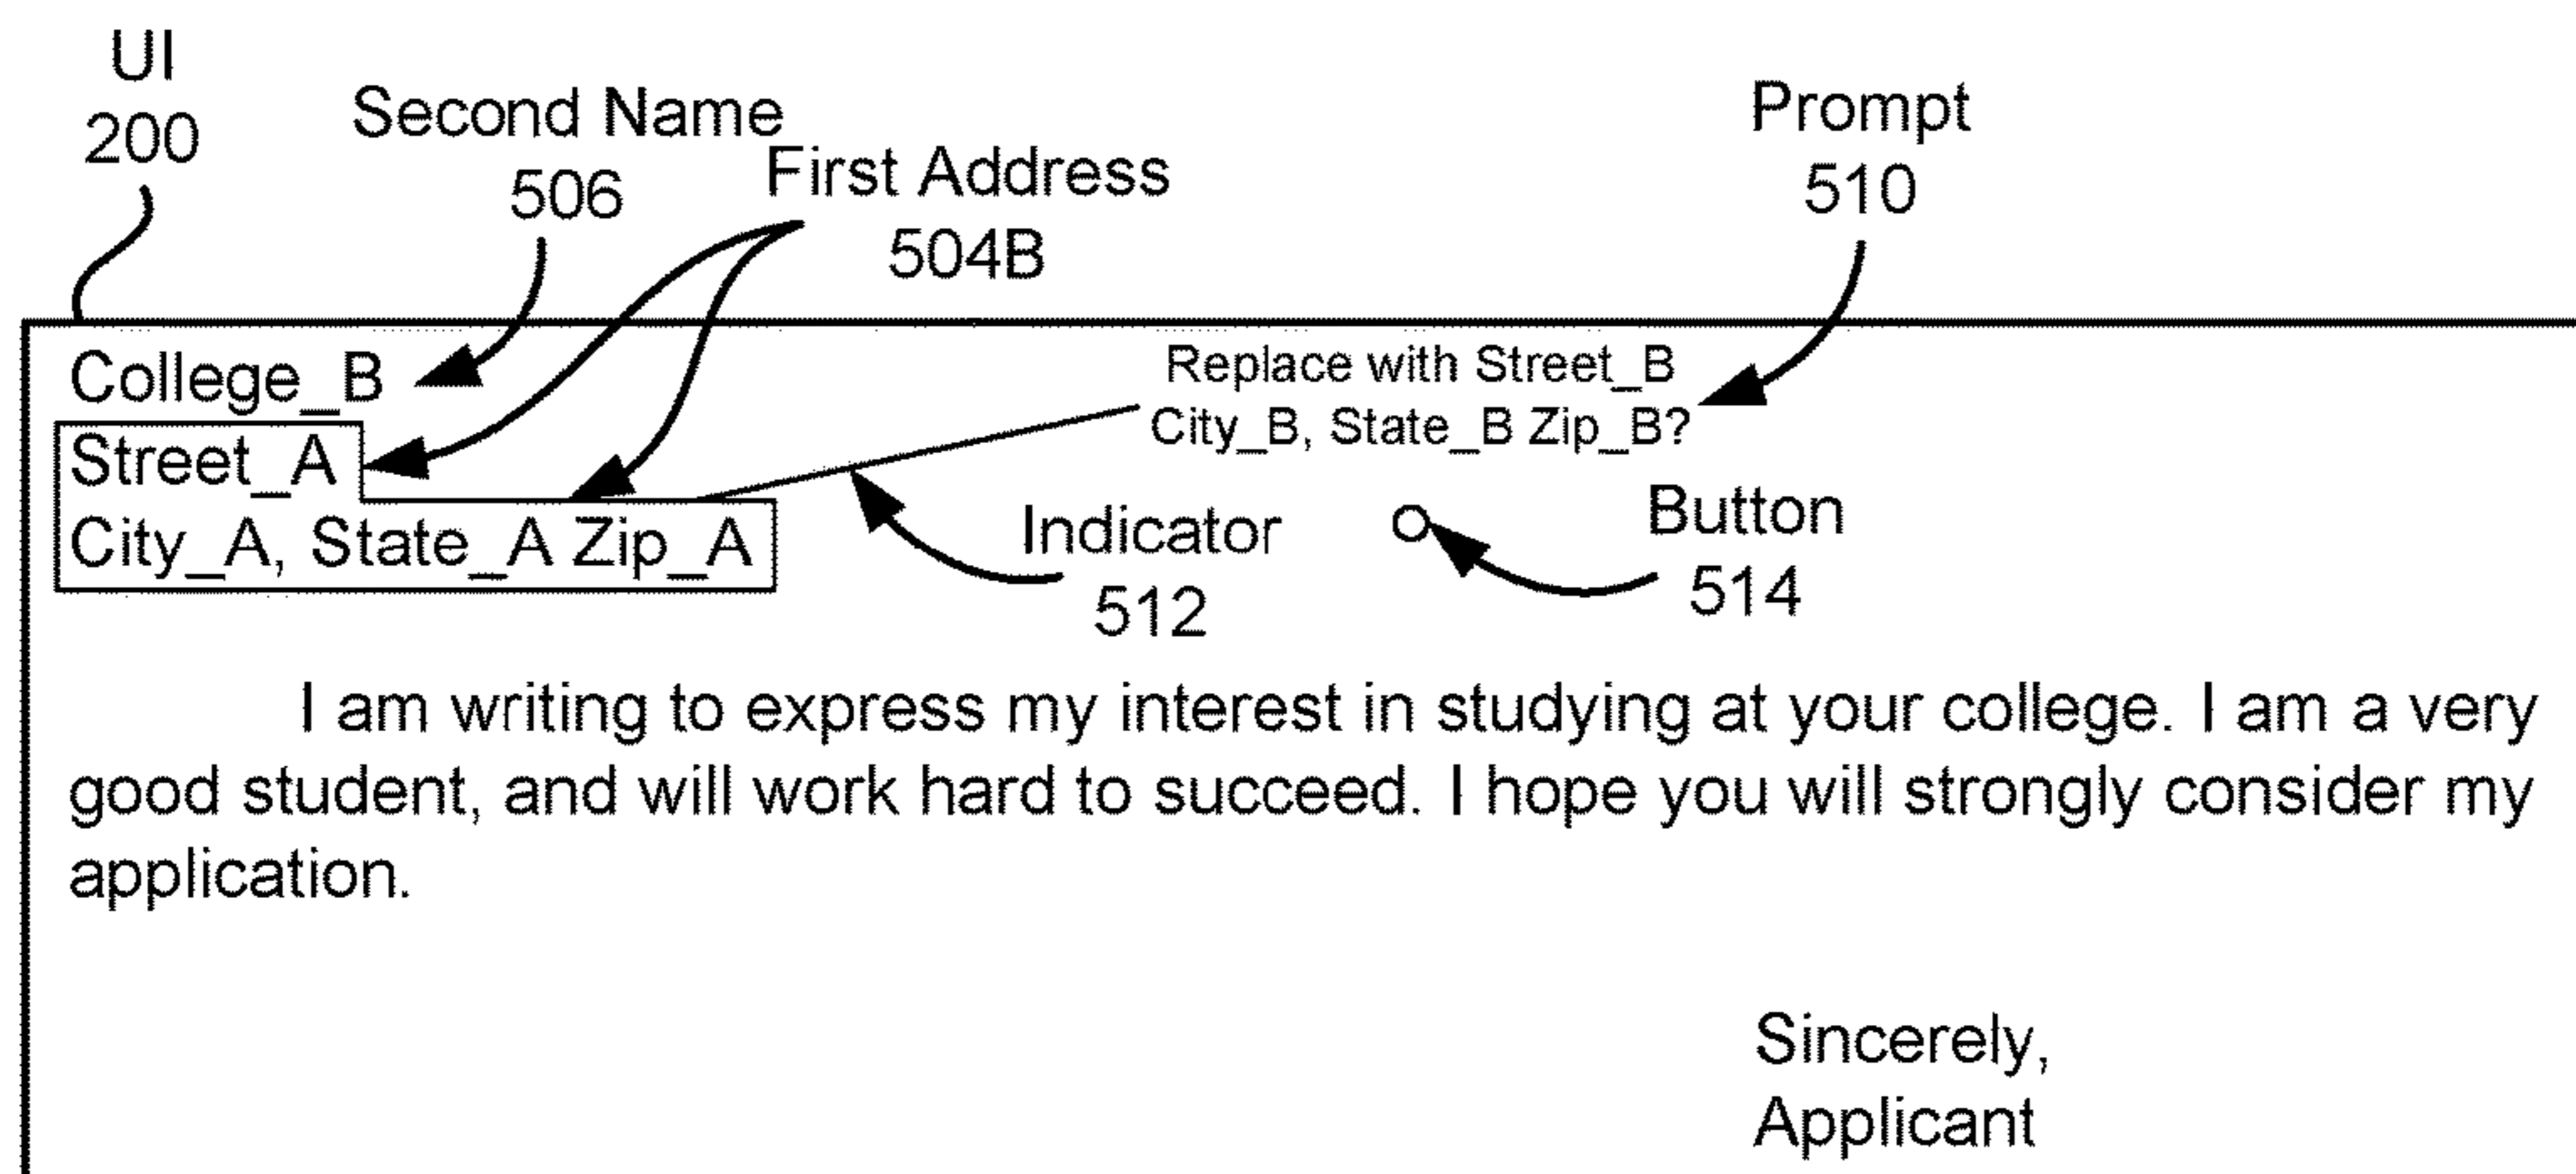 UI
200
Second Name
506
First Address
504B
Prompt
510
College_B
Street_A
City_A, State_A Zip_A
Replace with Street_B
City_B, State_B Zip_B?
Indicator
512
Button
514
I am writing to express my interest in studying at your college. I am a very
good student, and will work hard to succeed. I hope you will strongly consider my
application.
Sincerely,
Applicant